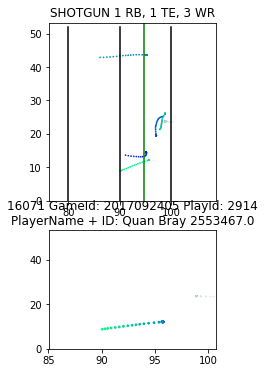 SHOTGUN 1 RB, 1 TE, 3 WR
50
40
30
20
10
0
80 90 100
16071 GameId: 2017092405 PlayId: 2914
PlayerName + ID: Quan Bray 2553467.0
40
20
0
85 90 95 100